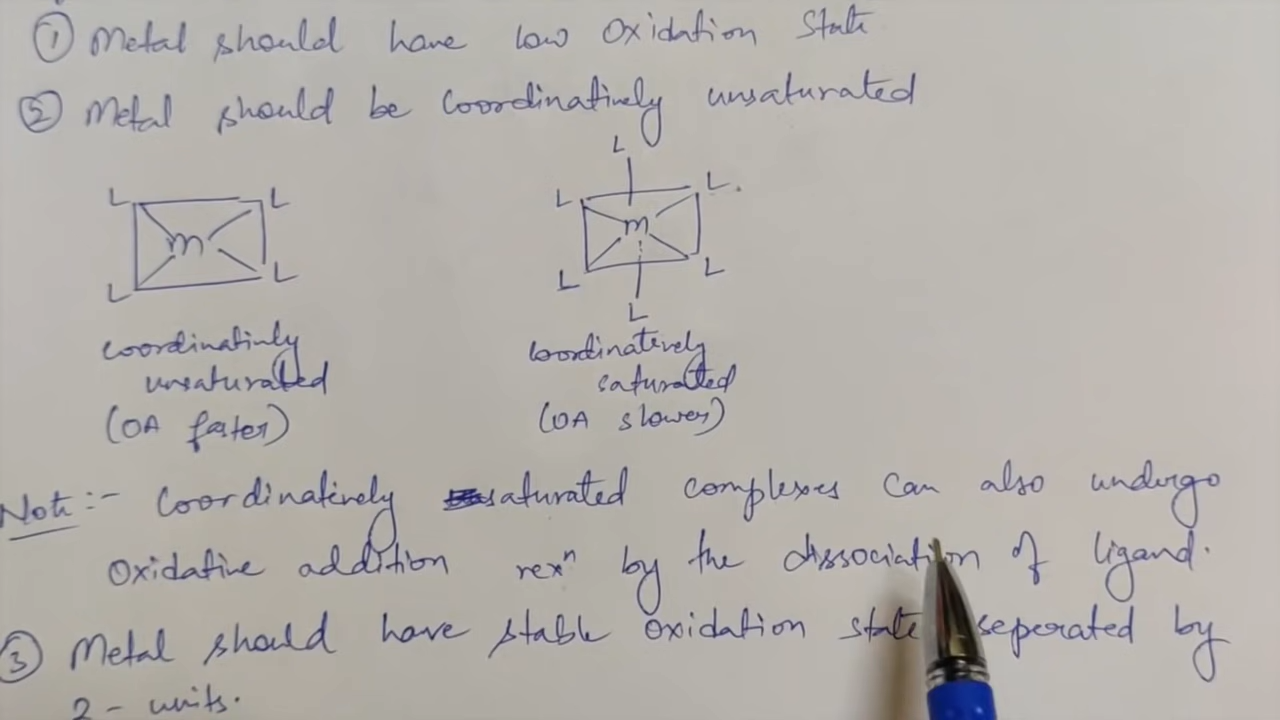 ① Metal should have low Oxidation State
② Metal should be Coordinatively unsaturated
L
L L L L.
m m
L L L L
L
Coordinatively coordinatively
unsaturated saturated
(OA faster) (OA slower)
Note:- Coordinatively saturated complexes can also undergo
Oxidative addition rexⁿ by the dissociation of ligand.
③ Metal should have stable Oxidation state seperated by
2 - units.